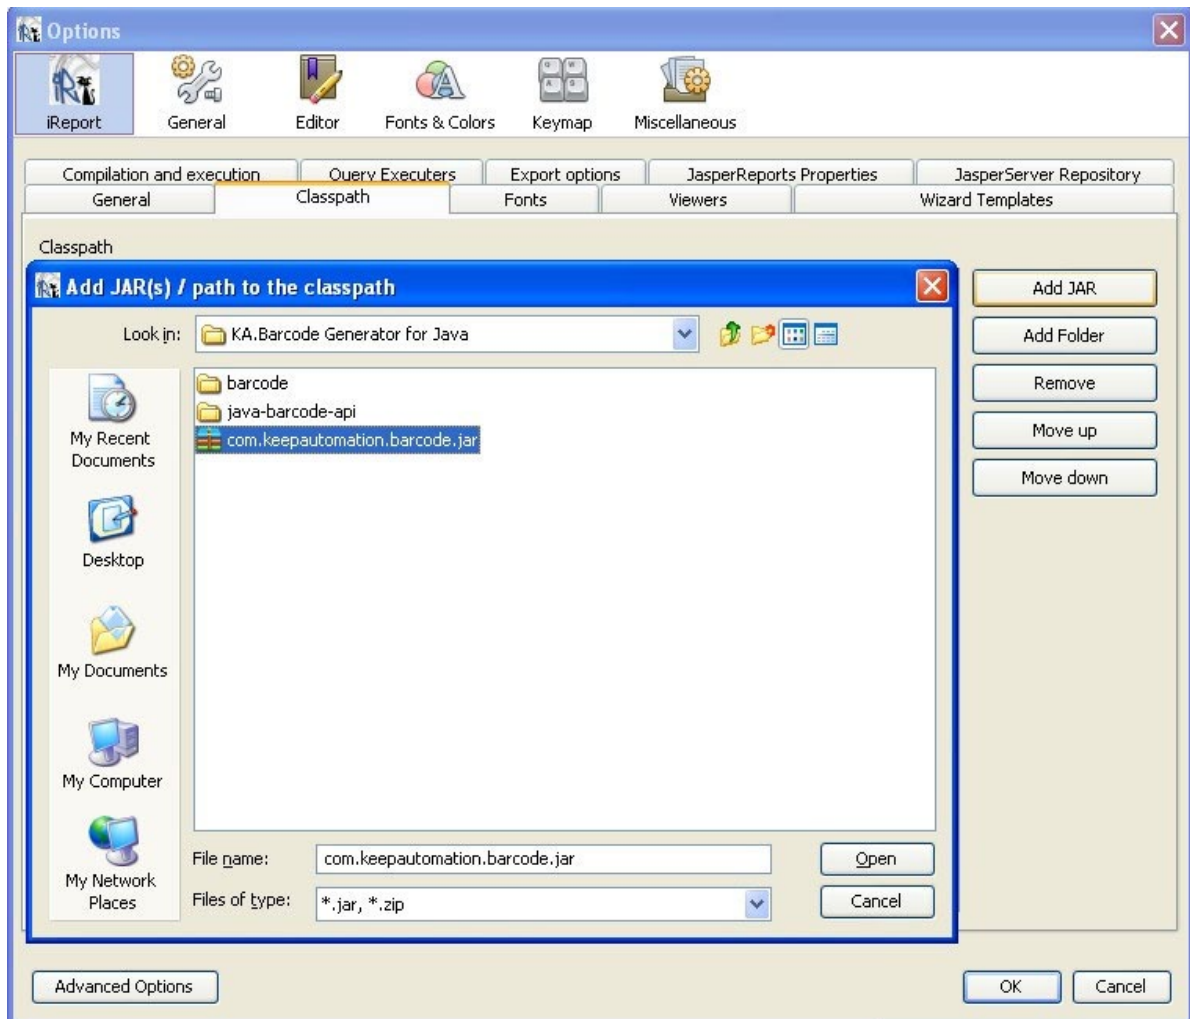 Options
iReport
General
Editor
Fonts & Colors
Keymap
Miscellaneous
Compilation and execution
Query Executers
Export options
JasperReports Properties
JasperServer Repository
General
Classpath
Fonts
Viewers
Wizard Templates
Classpath
Add JAR(s) / path to the classpath
Look in:
KA.Barcode Generator for Java
barcode
java-barcode-api
com.keepautomation.barcode.jar
My Recent
Documents
Desktop
My Documents
My Computer
My Network
Places
File name:
com.keepautomation.barcode.jar
Open
Files of type:
*.jar, *.zip
Cancel
Add JAR
Add Folder
Remove
Move up
Move down
Advanced Options
OK
Cancel